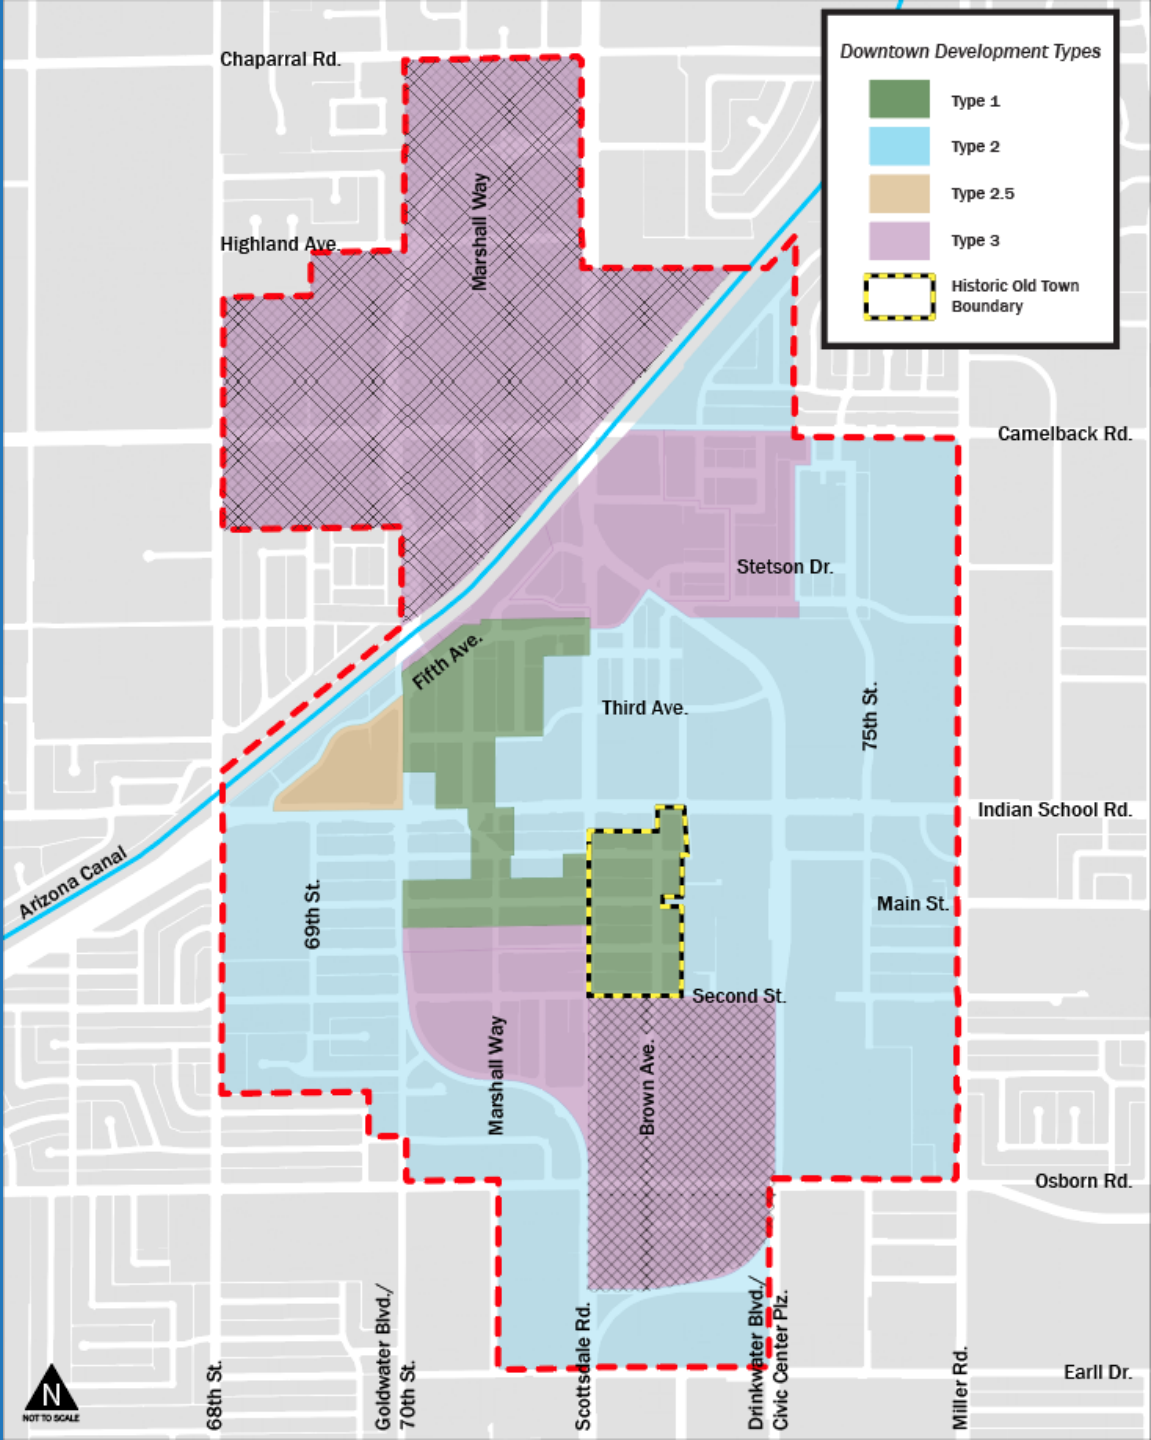 Downtown Development Types
Type 1
Type 2
Type 2.5
Type 3
Historic Old Town
Boundary
Chaparral Rd.
Marshall Way
Highland Ave.
Camelback Rd.
Stetson Dr.
Fifth Ave.
Third Ave.
75th St.
Indian School Rd.
Arizona Canal
69th St.
Main St.
Second St.
Marshall Way
Brown Ave.
Osborn Rd.
Earll Dr.
68th St.
Goldwater Blvd./
70th St.
Scottsdale Rd.
Drinkwater Blvd./
Civic Center Plz.
Miller Rd.
N
NOT TO SCALE